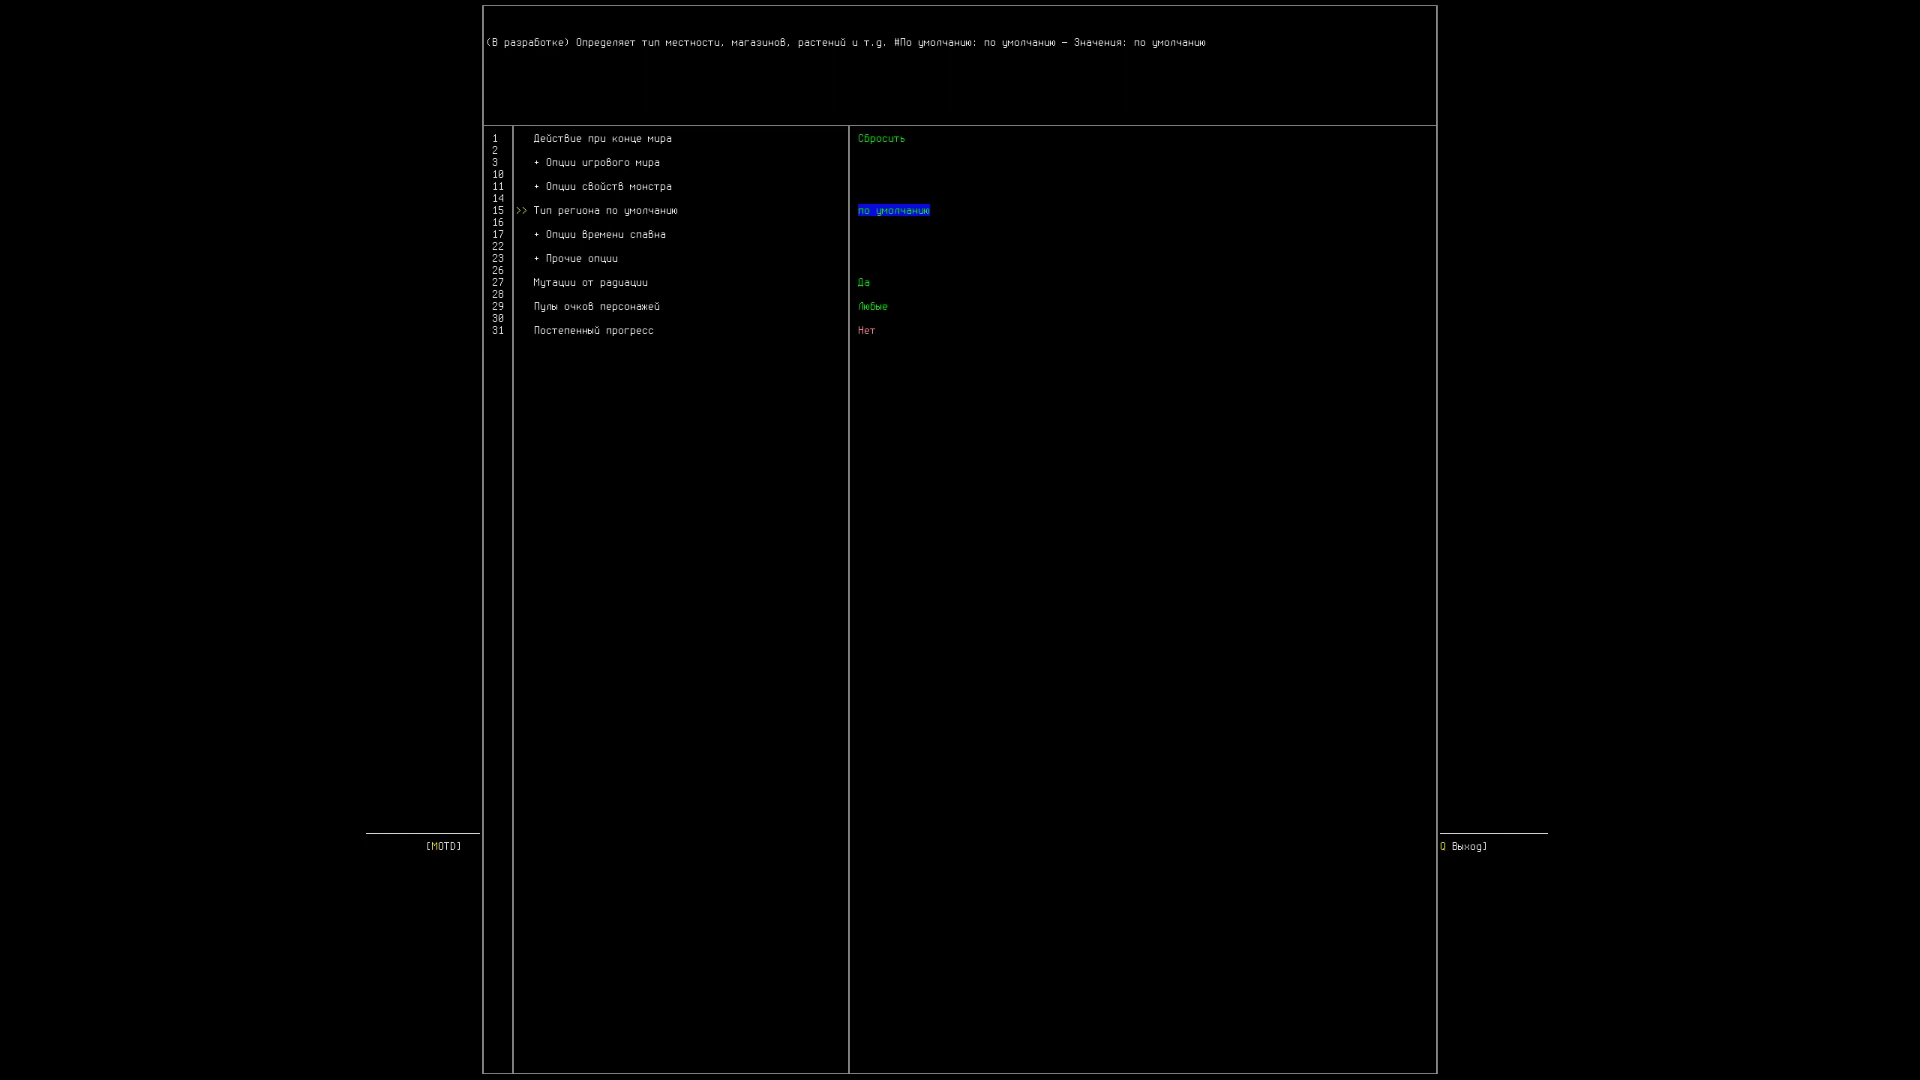 (В разработке) Определяет тип местности, магазинов, растений и т.д. #По умолчанию: по умолчанию - Значения: по умолчанию
1 Действие при конце мира Сбросить
2
3 + Опции игрового мира
10
11 + Опции свойств монстра
14
15 >> Тип региона по умолчанию по умолчанию
16
17 + Опции времени спавна
22
23 + Прочие опции
26
27 Мутации от радиации Да
28
29 Пулы очков персонажей Любые
30
31 Постепенный прогресс Нет
[MOTD] Q Выход]